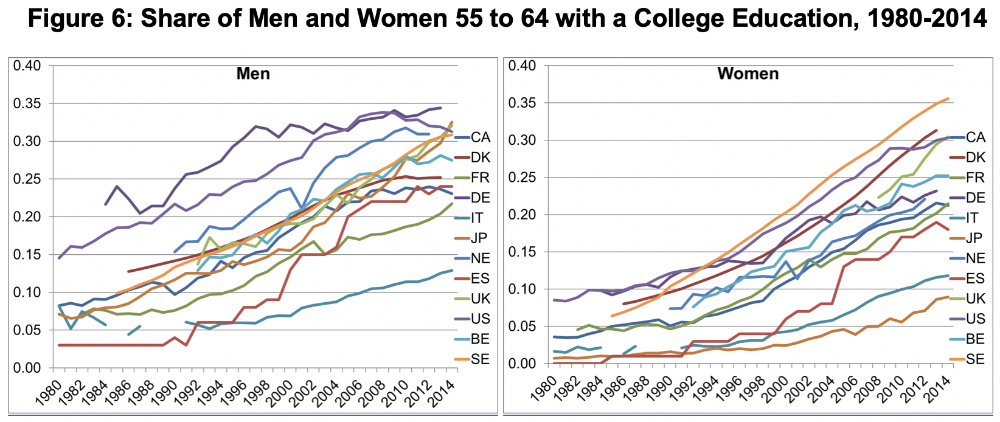 Figure 6: Share of Men and Women 55 to 64 with a College Education, 1980-2014
Men
0.40
0.35
0.30
0.25
0.20
0.15
0.10
0.05
0.00
1980
1982
1984
1986
1988
1990
1992
1994
1996
1998
2000
2002
2004
2006
2008
2010
2012
2014
CA
DK
FR
DE
IT
JP
NE
ES
UK
US
BE
SE
Women
0.40
0.35
0.30
0.25
0.20
0.15
0.10
0.05
0.00
1980
1982
1984
1986
1988
1990
1992
1994
1996
1998
2000
2002
2004
2006
2008
2010
2012
2014
CA
DK
FR
DE
IT
JP
NE
ES
UK
US
BE
SE